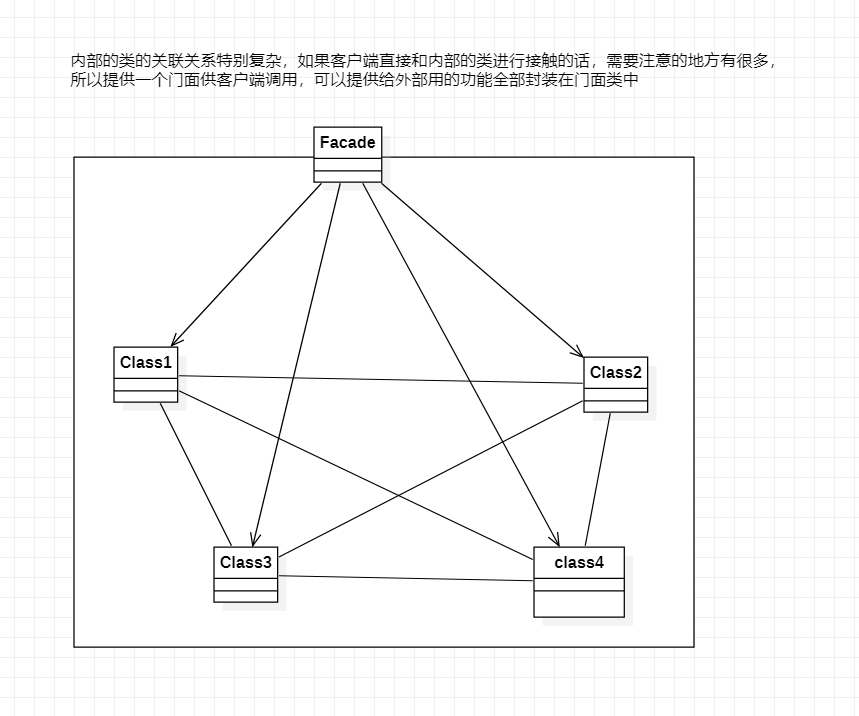 内部的类的关联关系特别复杂，如果客户端直接和内部的类进行接触的话，需要注意的地方有很多，
所以提供一个门面供客户端调用，可以提供给外部用的功能全部封装在门面类中
Facade
Class1
Class2
Class3
class4